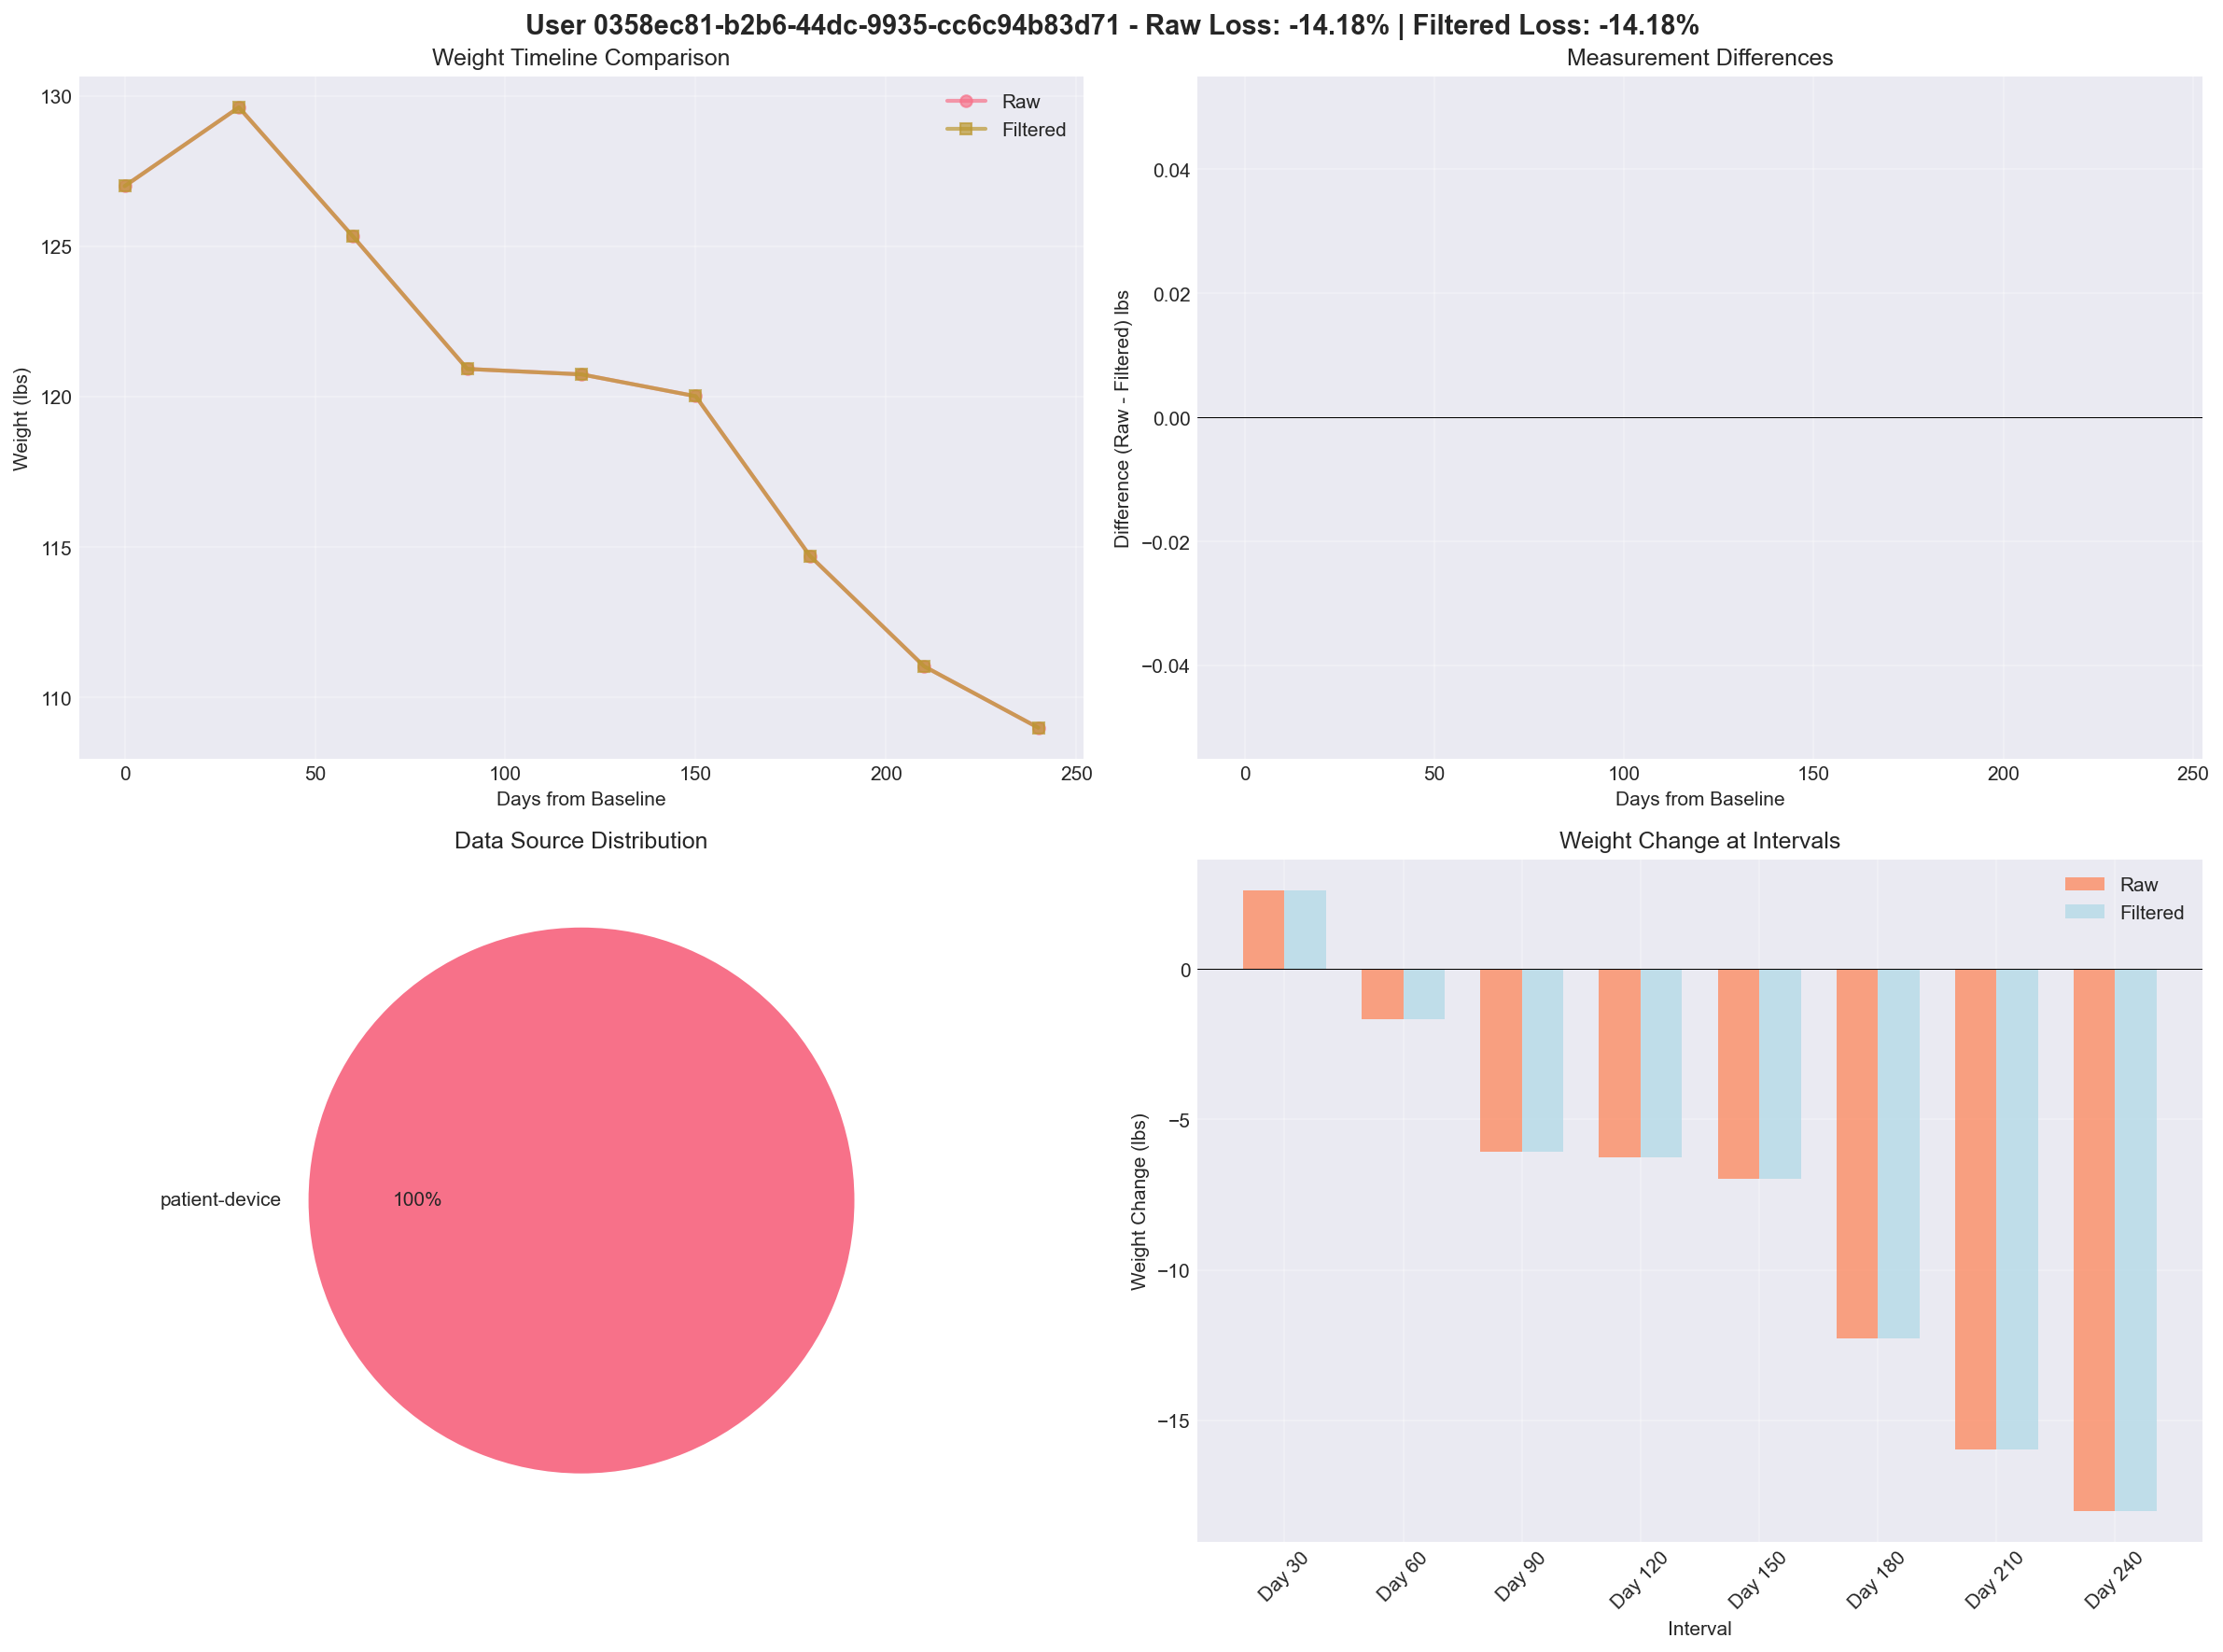 User 0358ec81-b2b6-44dc-9935-cc6c94b83d71 - Raw Loss: -14.18% | Filtered Loss: -14.18%
Weight Timeline Comparison
Raw
Filtered
Weight (lbs)
130
125
120
115
110
0 50 100 150 200 250
Days from Baseline
Measurement Differences
Difference (Raw - Filtered) lbs
0.04
0.02
0.00
−0.02
−0.04
0 50 100 150 200 250
Days from Baseline
Data Source Distribution
patient-device
100%
Weight Change at Intervals
Raw
Filtered
Weight Change (lbs)
0
−5
−10
−15
Day 30 Day 60 Day 90 Day 120 Day 150 Day 180 Day 210 Day 240
Interval